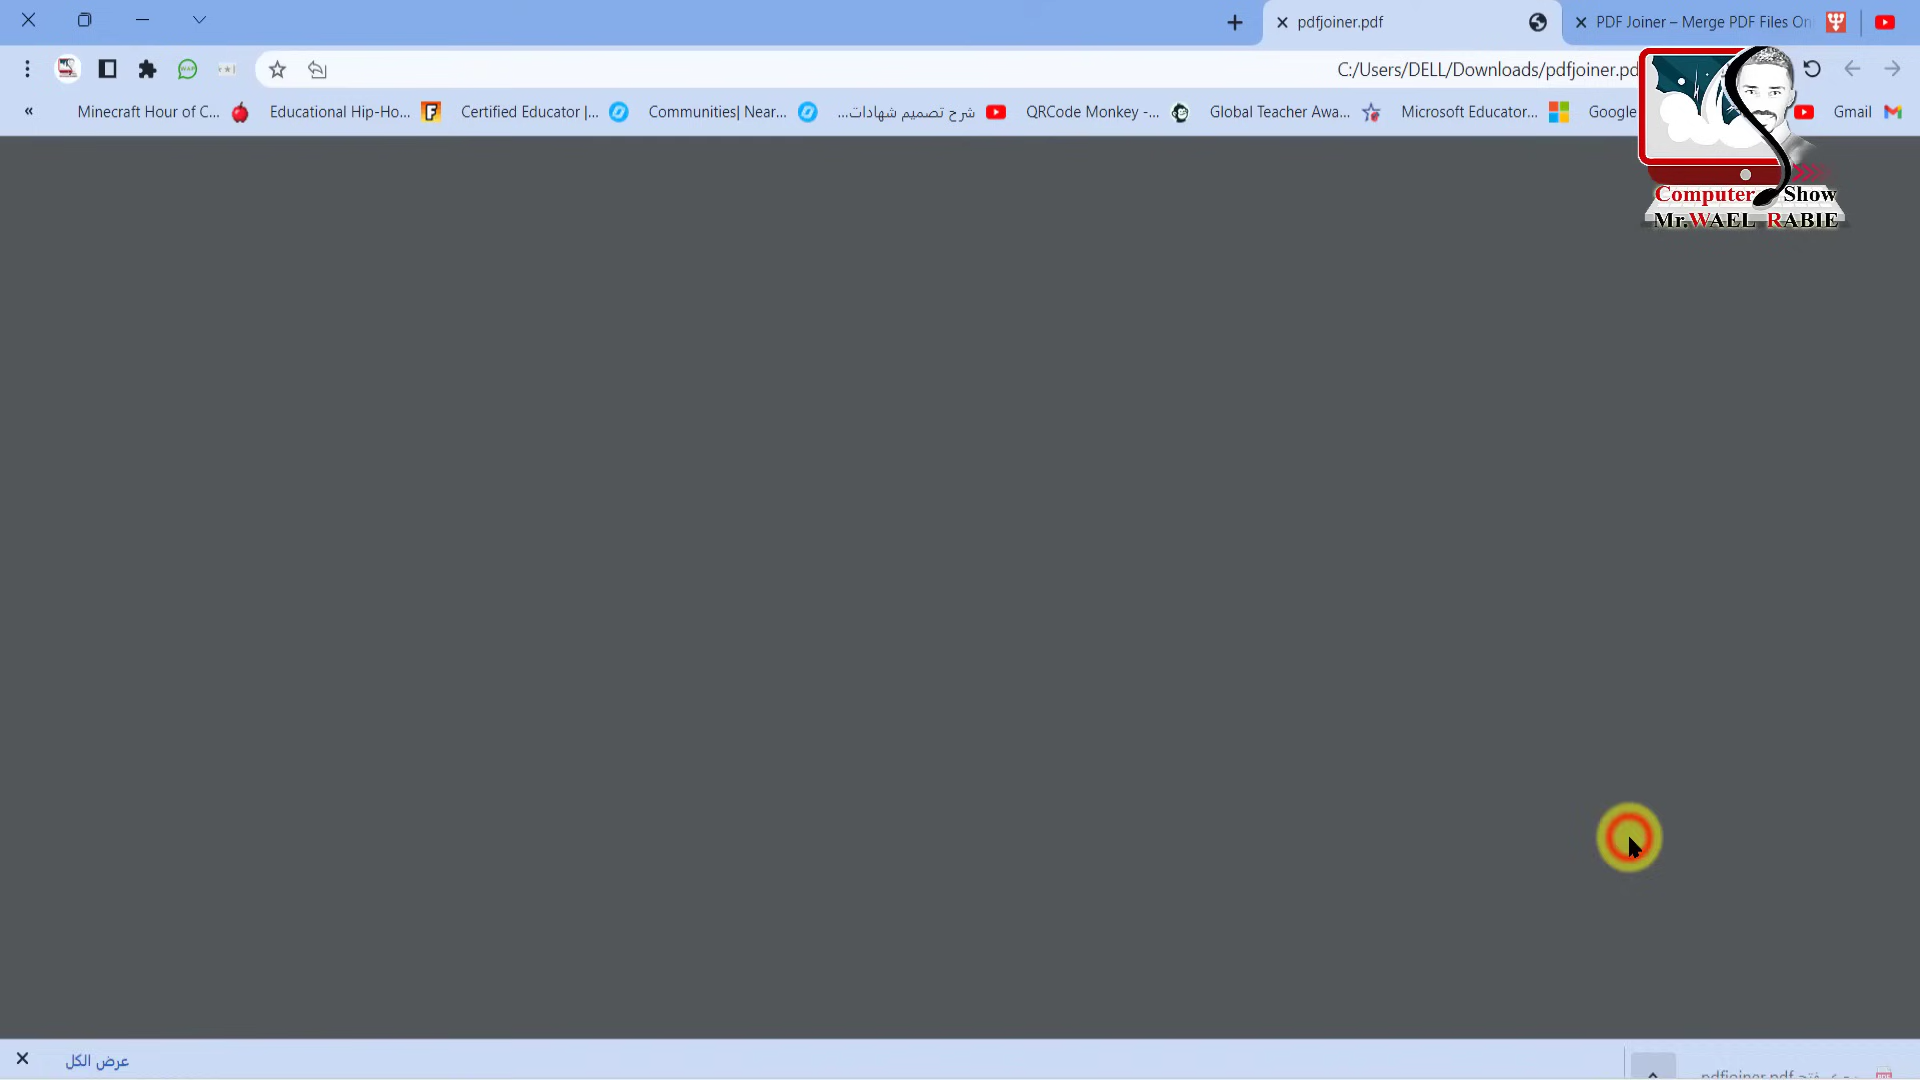 pdfjoiner.pdf
PDF Joiner – Merge PDF Files On
C:/Users/DELL/Downloads/pdfjoiner.pd
Minecraft Hour of C...
Educational Hip-Ho...
Certified Educator |...
Communities| Near...
شرح تصميم شهادات...
QRCode Monkey -...
Global Teacher Awa...
Microsoft Educator...
Google
Gmail
Computer Show
Mr.WAEL RABIE
عرض الكل
pdfjoiner.pdf